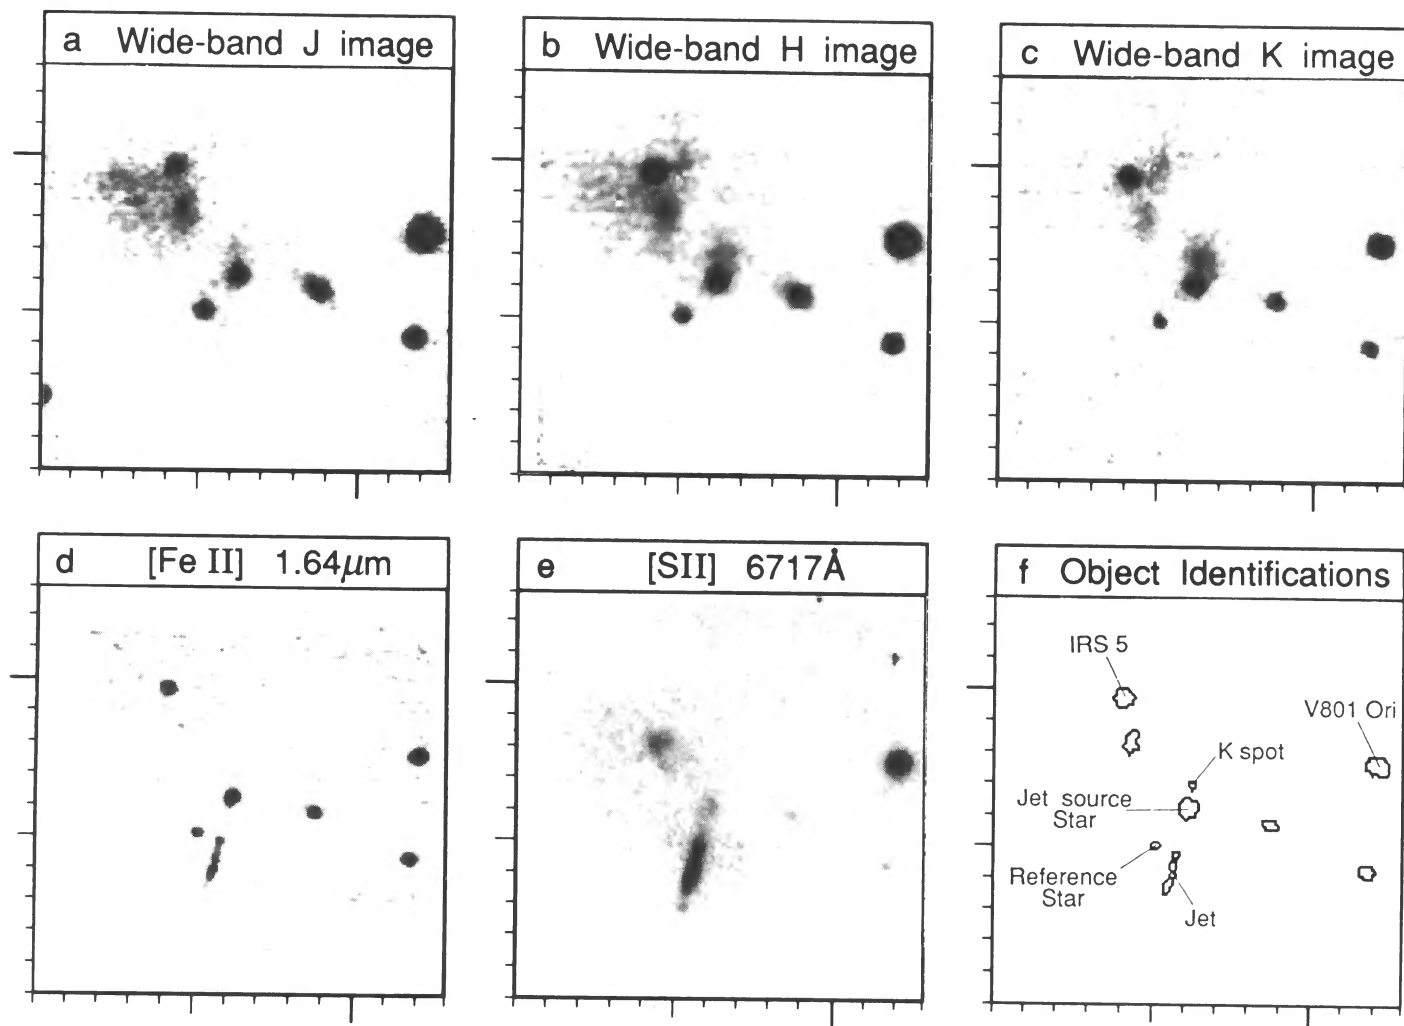 a Wide-band J image
b Wide-band H image
c Wide-band K image
d [Fe II] 1.64μm
e [SII] 6717Å
f Object Identifications
IRS 5
V801 Ori
K spot
Jet source
Star
Reference
Star
Jet